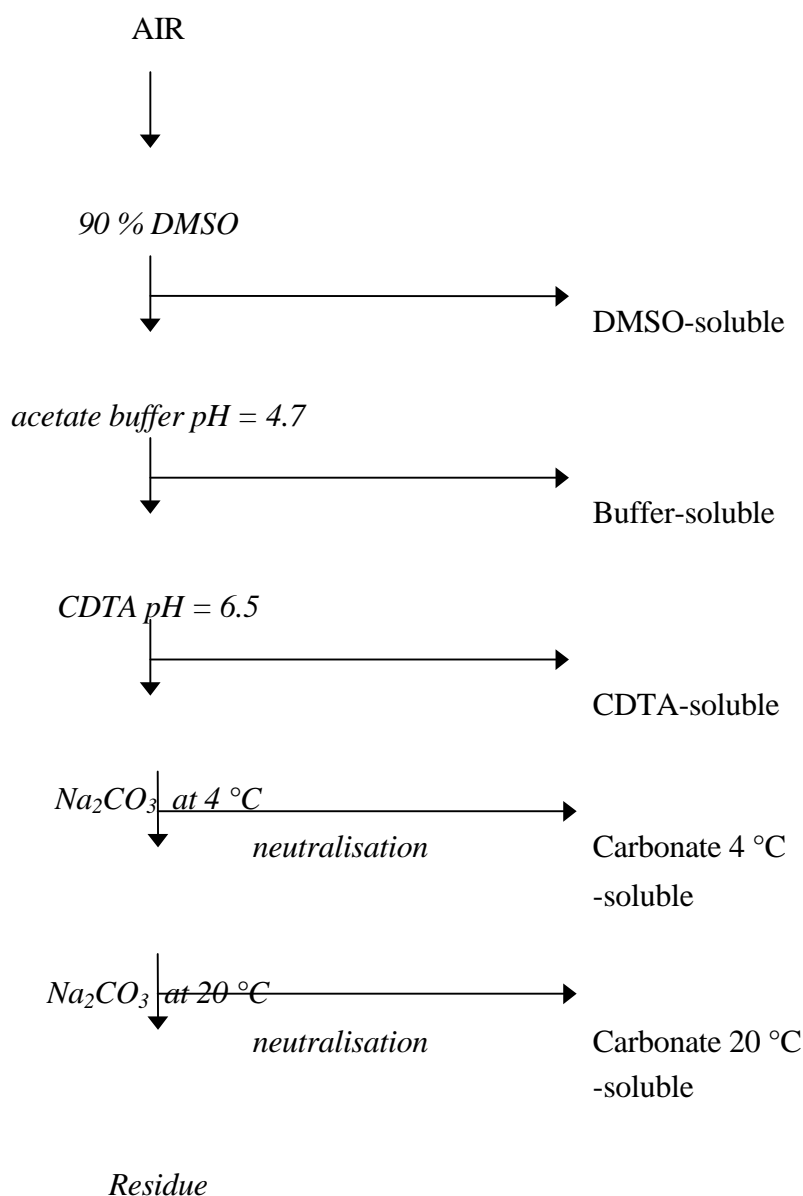 AIR
90 % DMSO
DMSO-soluble
acetate buffer pH = 4.7
Buffer-soluble
CDTA pH = 6.5
CDTA-soluble
Na₂CO₃ at 4 °C
neutralisation
Carbonate 4 °C
-soluble
Na₂CO₃ at 20 °C
neutralisation
Carbonate 20 °C
-soluble
Residue